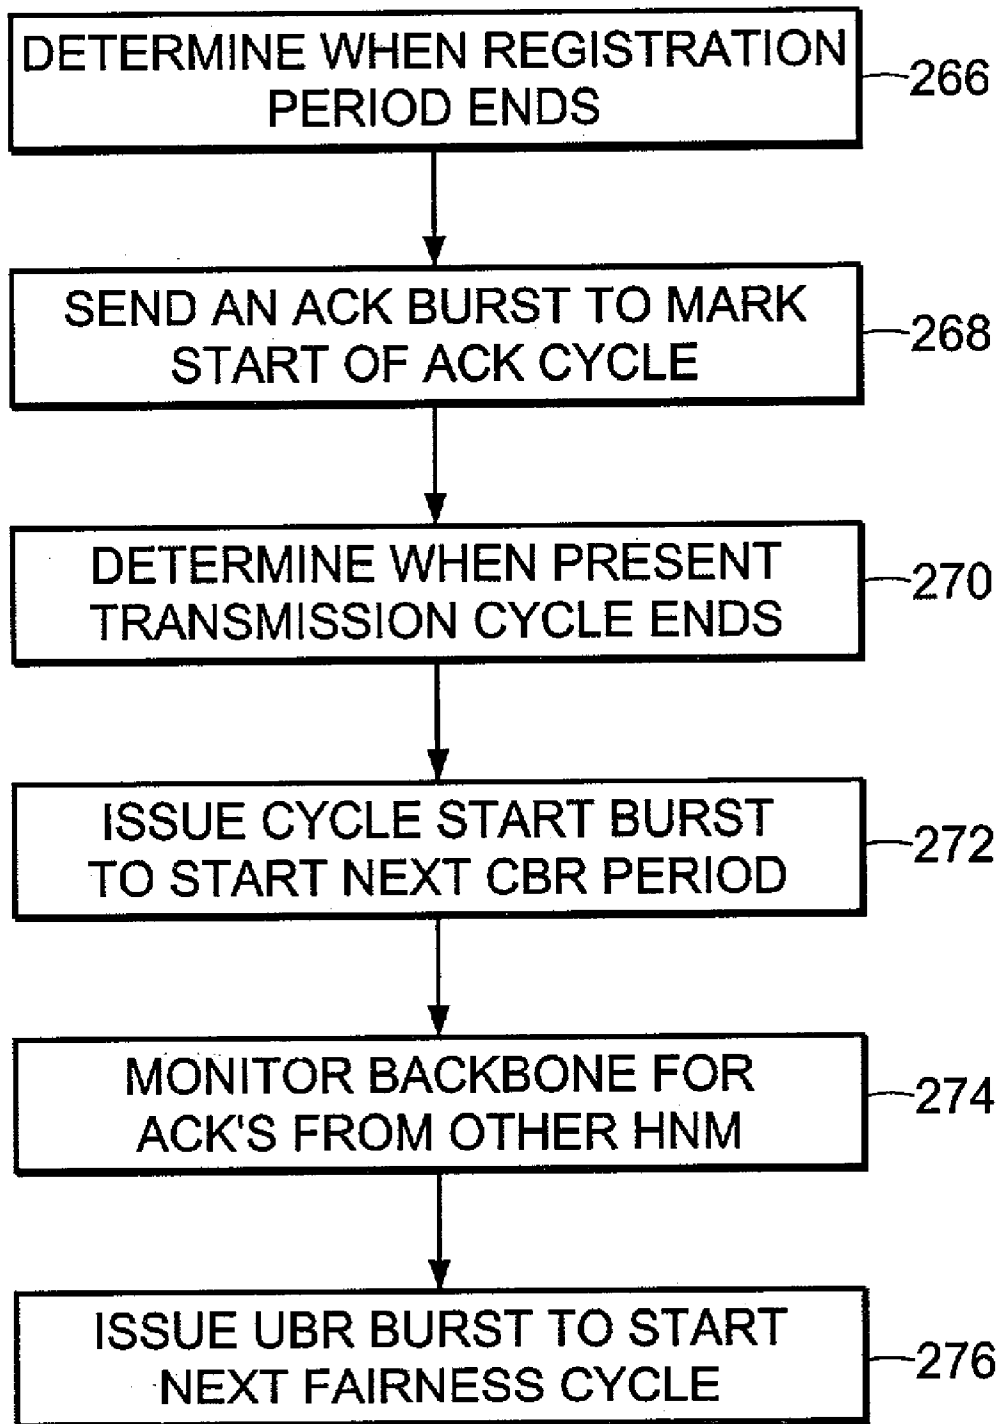 DETERMINE WHEN REGISTRATION
PERIOD ENDS
266
SEND AN ACK BURST TO MARK
START OF ACK CYCLE
268
DETERMINE WHEN PRESENT
TRANSMISSION CYCLE ENDS
270
ISSUE CYCLE START BURST
TO START NEXT CBR PERIOD
272
MONITOR BACKBONE FOR
ACK'S FROM OTHER HNM
274
ISSUE UBR BURST TO START
NEXT FAIRNESS CYCLE
276